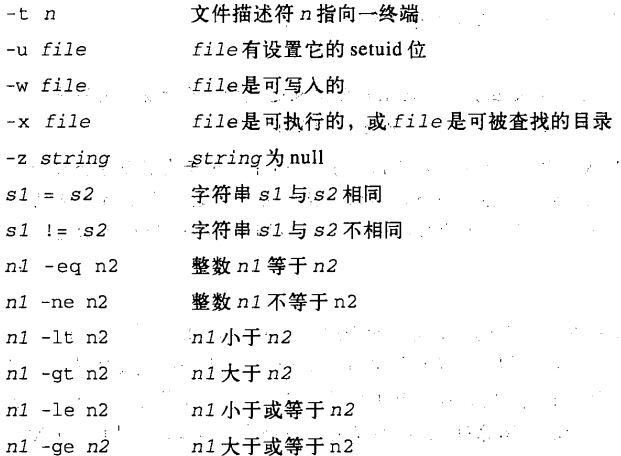 -t n 文件描述符 n 指向一终端
-u file file 有设置它的 setuid 位
-w file file 是可写入的
-x file file 是可执行的，或 file 是可被查找的目录
-z string string 为 null
s1 = s2 字符串 s1 与 s2 相同
s1 != s2 字符串 s1 与 s2 不相同
n1 -eq n2 整数 n1 等于 n2
n1 -ne n2 整数 n1 不等于 n2
n1 -lt n2 n1 小于 n2
n1 -gt n2 n1 大于 n2
n1 -le n2 n1 小于或等于 n2
n1 -ge n2 n1 大于或等于 n2